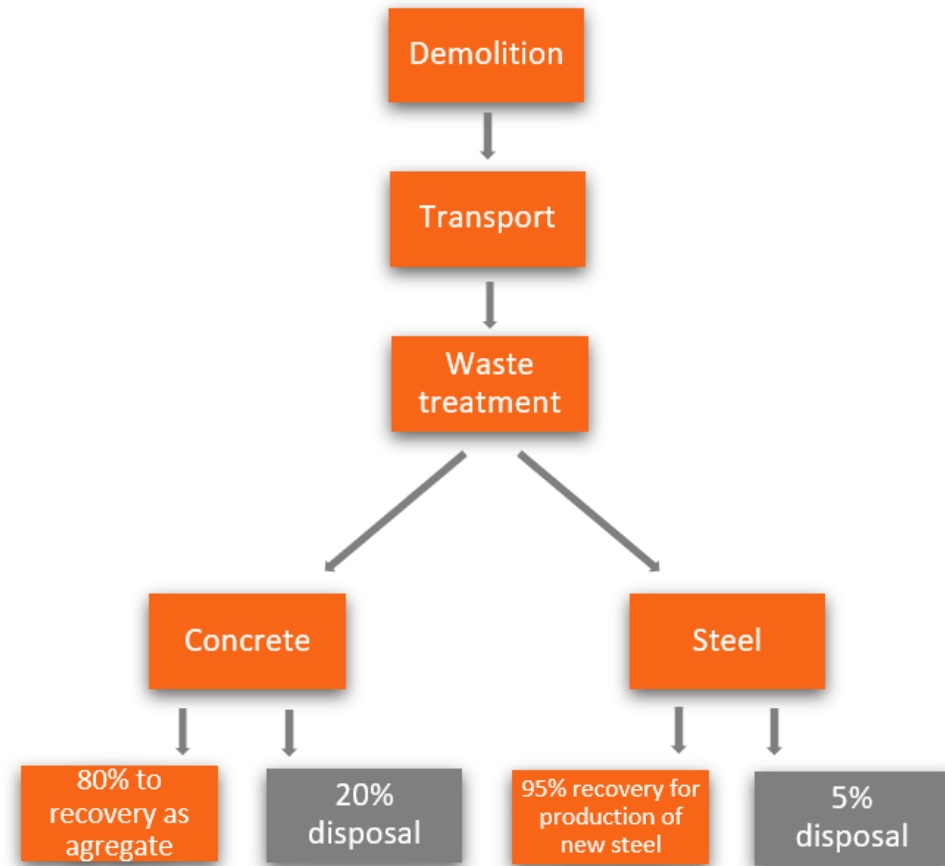 Demolition
Transport
Waste
treatment
Concrete
Steel
80% to
recovery as
agregate
20%
disposal
95% recovery for
production of
new steel
5%
disposal